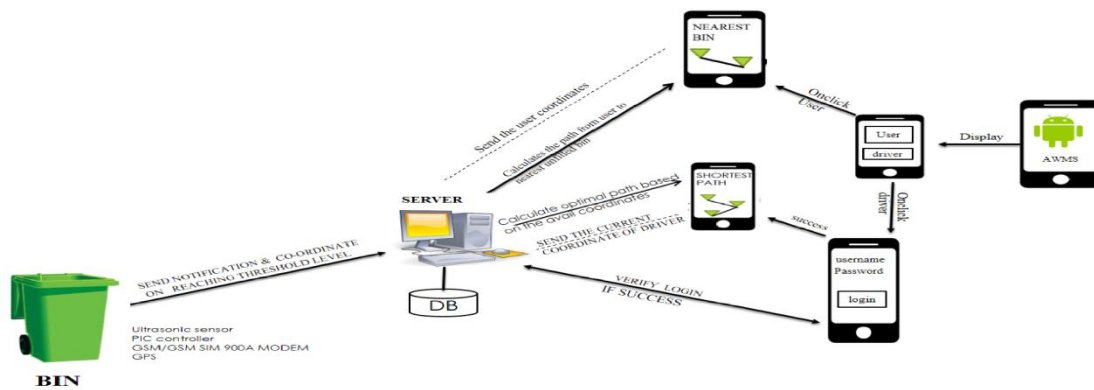 NEAREST
BIN
Send the user coordinates
Calculates the path from user to
nearest unfilled bin
Onclick
User
User
driver
Display
AWMS
SERVER
Calculate optimal path based
on the avail coordinates
SHORTEST
PATH
SEND THE CURRENT
COORDINATE OF DRIVER
Onclick
driver
success
username
Password
login
SEND NOTIFICATION & CO-ORDINATE
ON REACHING THRESHOLD LEVEL
VERIFY LOGIN
IF SUCCESS
DB
Ultrasonic sensor
PIC controller
GSM/GSM SIM 900A MODEM
GPS
BIN